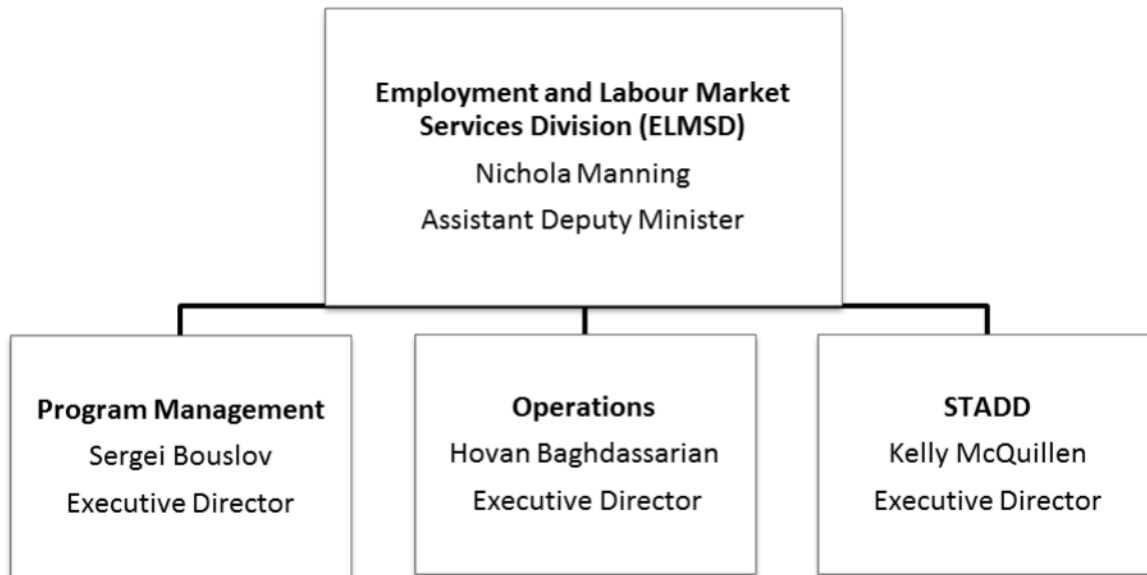 Employment and Labour Market
Services Division (ELMSD)
Nichola Manning
Assistant Deputy Minister
Program Management
Sergei Bouslov
Executive Director
Operations
Hovan Baghdassarian
Executive Director
STADD
Kelly McQuillen
Executive Director